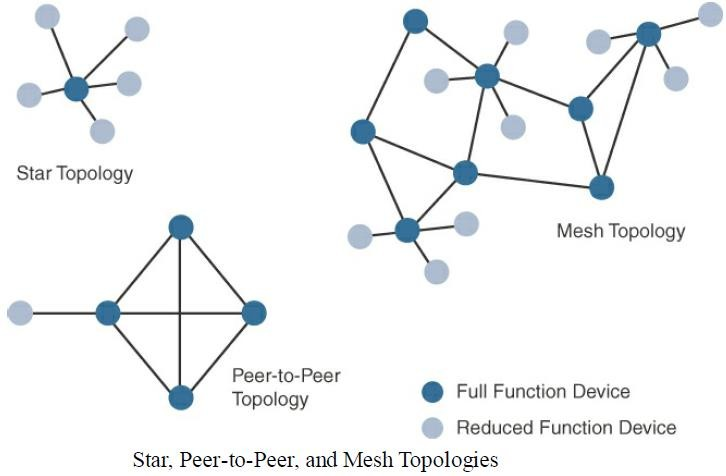 Star Topology
Mesh Topology
Peer-to-Peer
Topology
Full Function Device
Reduced Function Device
Star, Peer-to-Peer, and Mesh Topologies